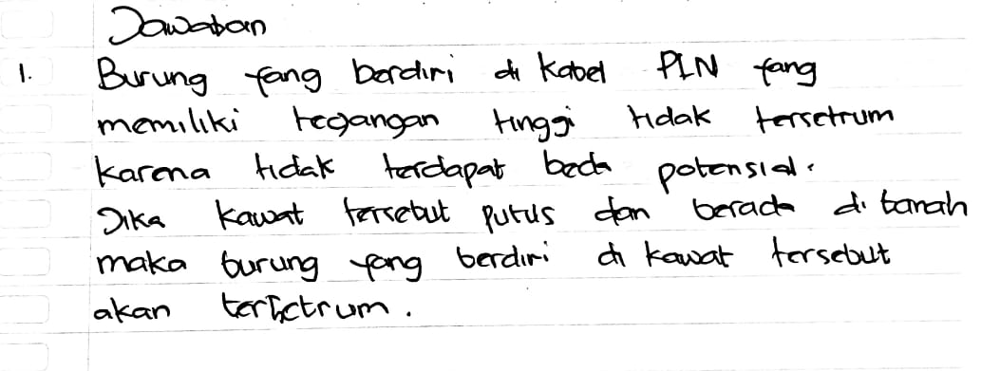 Jawaban
1. Burung yang berdiri di kabel PLN yang
memiliki tegangan tinggi tidak tersetrum
karena tidak terdapat beda potensial.
Jika kawat tersebut putus dan berada di tanah
maka burung yang berdiri di kawat tersebut
akan tersetrum.